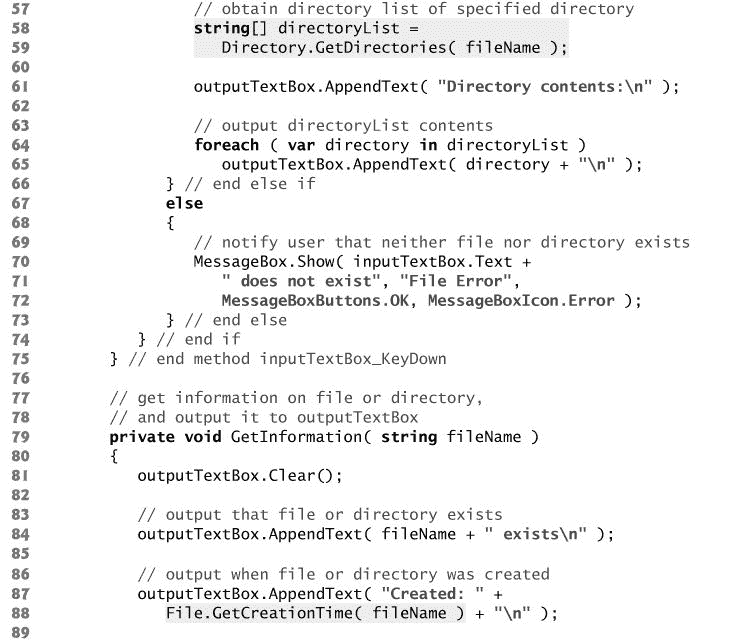 57 // obtain directory list of specified directory
58 string[] directoryList =
59 Directory.GetDirectories( fileName );
60
61 outputTextBox.AppendText( "Directory contents:\n" );
62
63 // output directoryList contents
64 foreach ( var directory in directoryList )
65 outputTextBox.AppendText( directory + "\n" );
66 } // end else if
67 else
68 {
69 // notify user that neither file nor directory exists
70 MessageBox.Show( inputTextBox.Text +
71 " does not exist", "File Error",
72 MessageBoxButtons.OK, MessageBoxIcon.Error );
73 } // end else
74 } // end if
75 } // end method inputTextBox_KeyDown
76
77 // get information on file or directory,
78 // and output it to outputTextBox
79 private void GetInformation( string fileName )
80 {
81 outputTextBox.Clear();
82
83 // output that file or directory exists
84 outputTextBox.AppendText( fileName + " exists\n" );
85
86 // output when file or directory was created
87 outputTextBox.AppendText( "Created: " +
88 File.GetCreationTime( fileName ) + "\n" );
89